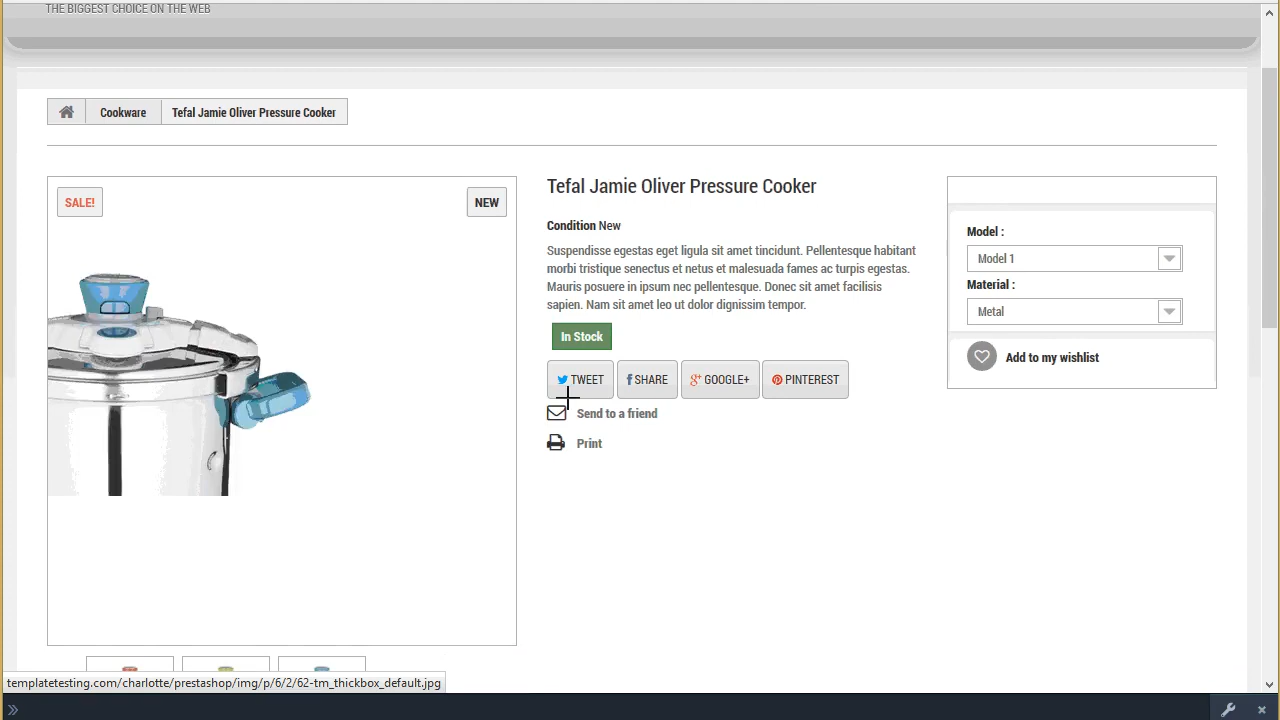 THE BIGGEST CHOICE ON THE WEB
Cookware
Tefal Jamie Oliver Pressure Cooker
SALE!
NEW
Tefal Jamie Oliver Pressure Cooker
Condition New
Suspendisse egestas eget ligula sit amet tincidunt. Pellentesque habitant
morbi tristique senectus et netus et malesuada fames ac turpis egestas.
Mauris posuere in ipsum nec pellentesque. Donec sit amet facilisis
sapien. Nam sit amet leo ut dolor dignissim tempor.
In Stock
TWEET
SHARE
GOOGLE+
PINTEREST
Send to a friend
Print
Model :
Model 1
Material :
Metal
Add to my wishlist
templatetesting.com/charlotte/prestashop/img/p/6/2/62-tm_thickbox_default.jpg